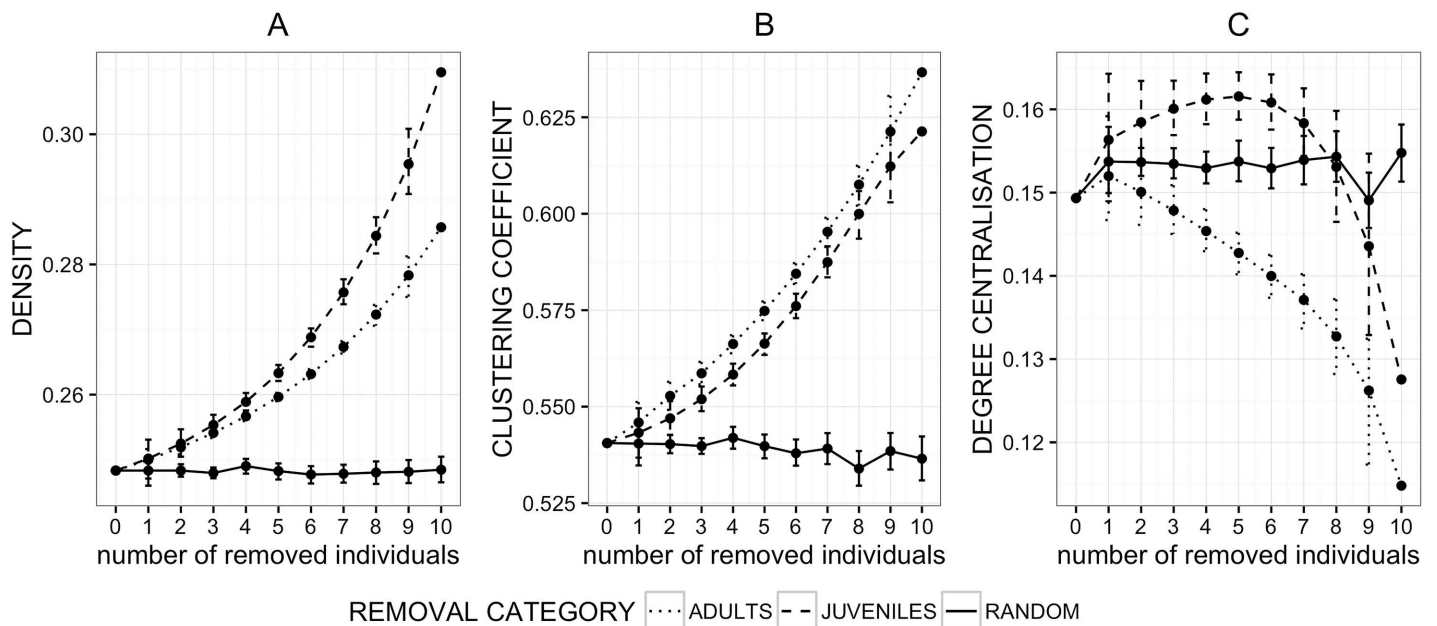 A
B
C
DENSITY
0.30
0.28
0.26
0 1 2 3 4 5 6 7 8 9 10
number of removed individuals
CLUSTERING COEFFICIENT
0.625
0.600
0.575
0.550
0.525
0 1 2 3 4 5 6 7 8 9 10
number of removed individuals
DEGREE CENTRALISATION
0.16
0.15
0.14
0.13
0.12
0 1 2 3 4 5 6 7 8 9 10
number of removed individuals
REMOVAL CATEGORY ADULTS JUVENILES RANDOM